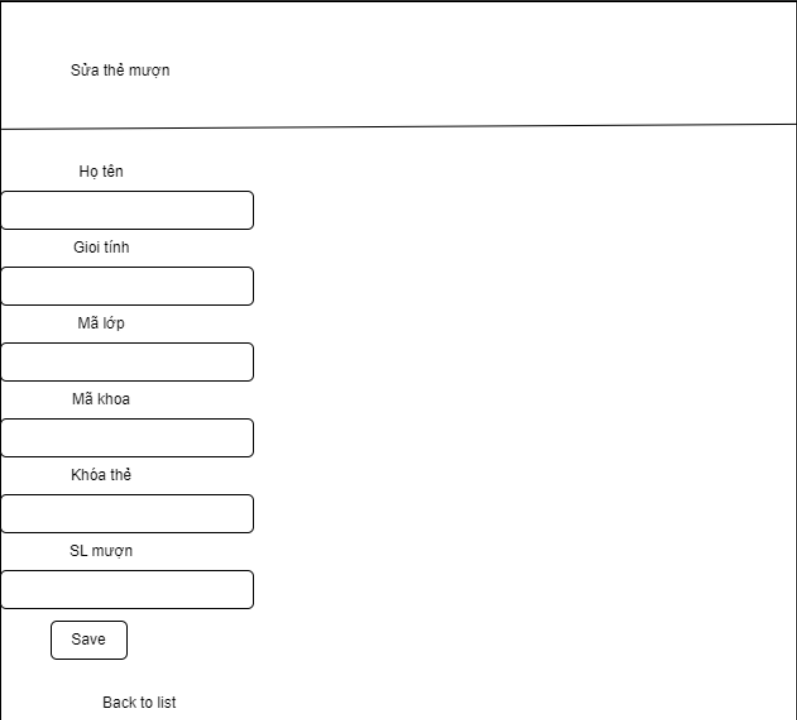 Sửa thẻ mượn
Họ tên
Gioi tính
Mã lớp
Mã khoa
Khóa thẻ
SL mượn
Save
Back to list